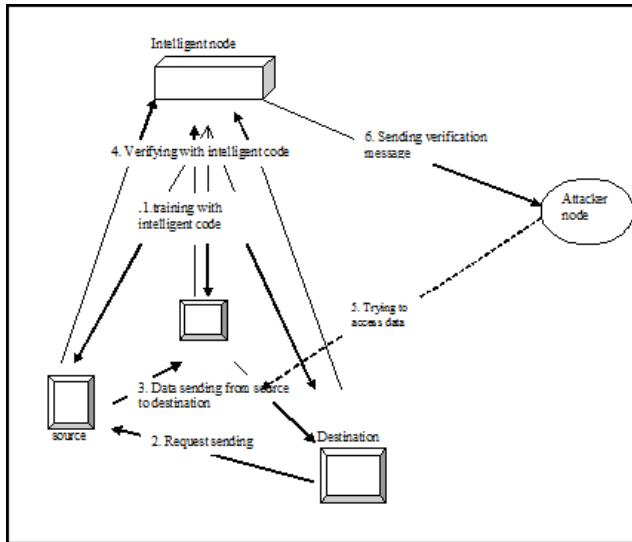 Intelligent node
4. Verifying with intelligent code
6. Sending verification
message
.1.training with
intelligent code
Attacker
node
5. Trying to
access data
3. Data sending from source
to destination
source
2. Request sending
Destination